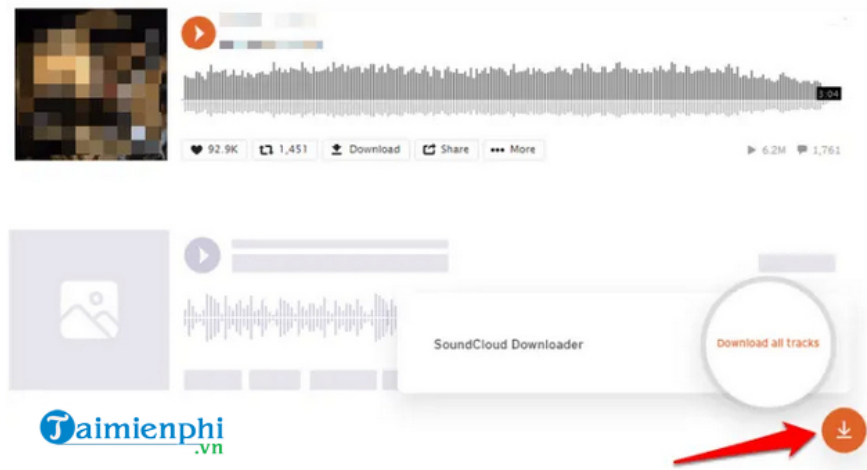 3:04
92.9K 1,451 Download Share More 6.2M 1,761
SoundCloud Downloader Download all tracks
Taimienphi
.vn